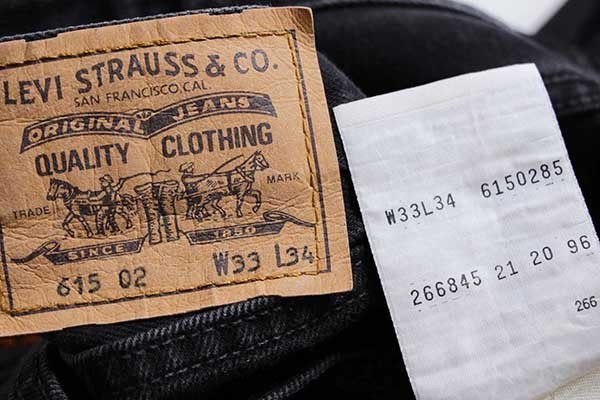 LEVI STRAUSS & CO.
SAN FRANCISCO, CAL.
ORIGINAL JEANS
QUALITY CLOTHING
TRADE MARK
SINCE 1850
615 02 W33 L34
W33L34 6150285
266845 21 20 96
266